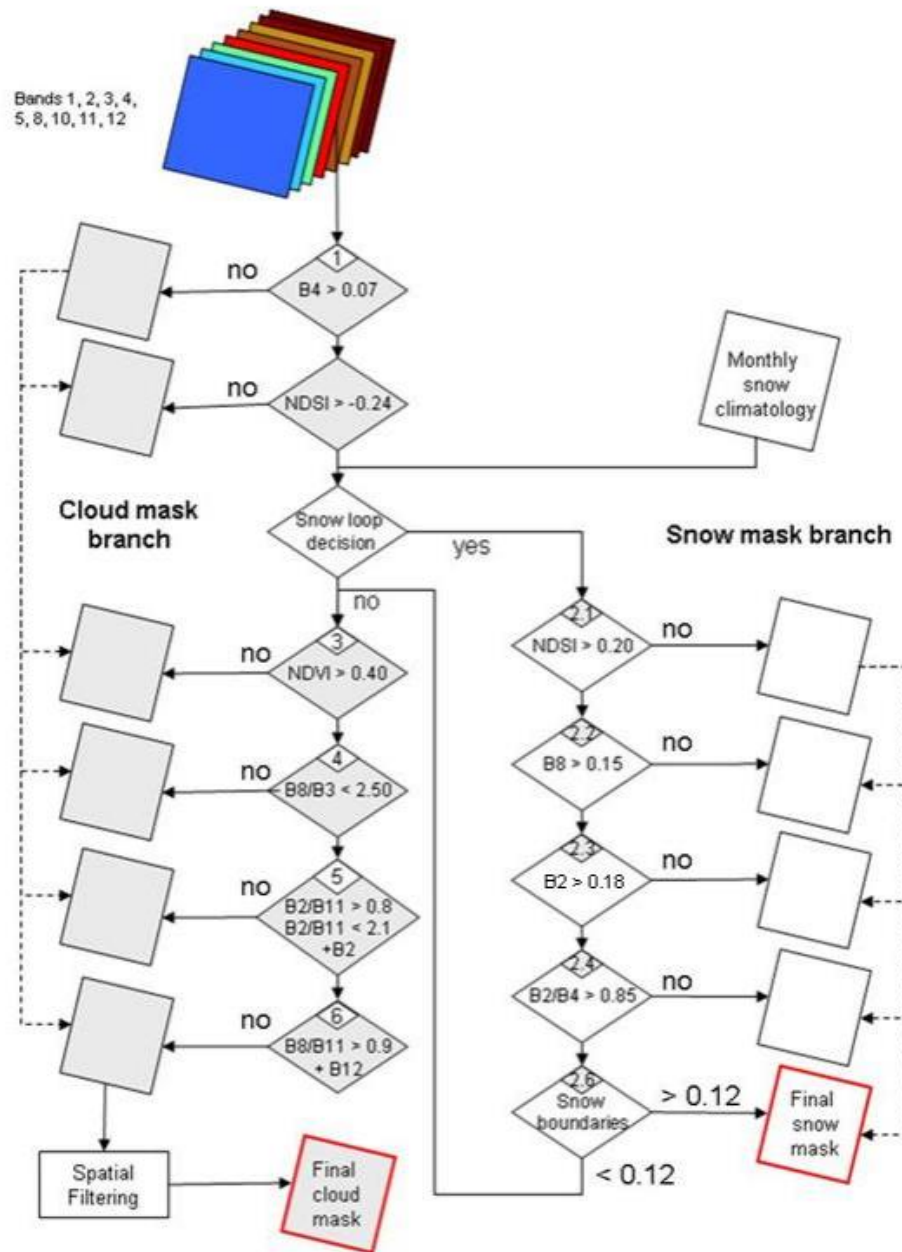 Bands 1, 2, 3, 4,
5, 8, 10, 11, 12
1
no
B4 > 0.07
no
NDSI > -0.24
Monthly
snow
climatology
Cloud mask
branch
Snow loop
decision
yes
Snow mask branch
no
3
no
NDVI > 0.40
2.1
no
NDSI > 0.20
4
no
B8/B3 < 2.50
2.2
no
B8 > 0.15
5
no
B2/B11 > 0.8
B2/B11 < 2.1
+B2
2.3
no
B2 > 0.18
6
no
B8/B11 > 0.9
+ B12
2.4
no
B2/B4 > 0.85
2.6
Snow
boundaries
> 0.12
< 0.12
Final
snow
mask
Spatial
Filtering
Final
cloud
mask